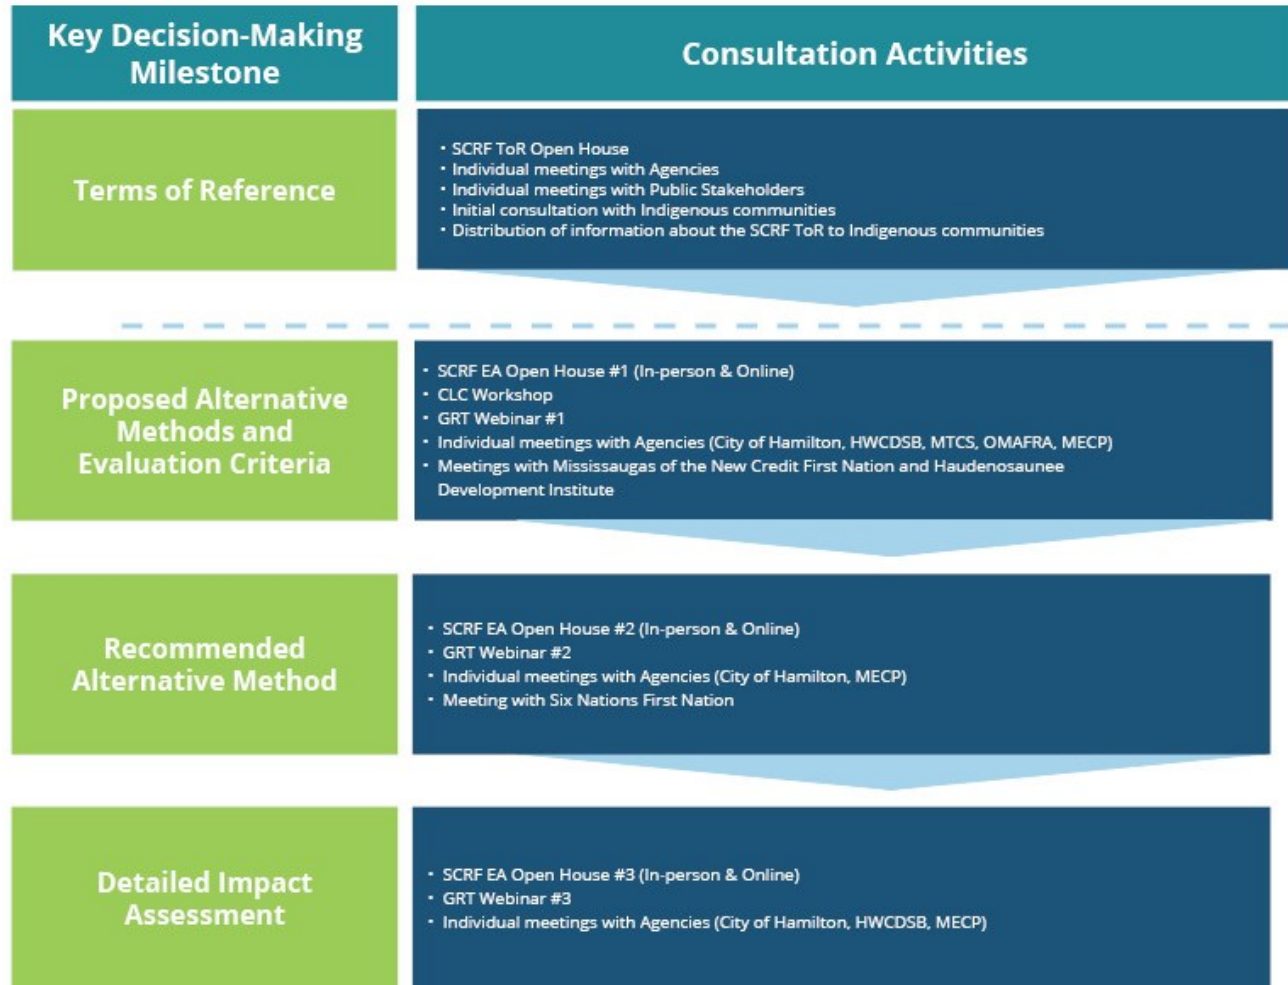 Key Decision-Making
Milestone
Consultation Activities
Terms of Reference
• SCRF ToR Open House
• Individual meetings with Agencies
• Individual meetings with Public Stakeholders
• Initial consultation with Indigenous communities
• Distribution of information about the SCRF ToR to Indigenous communities
Proposed Alternative
Methods and
Evaluation Criteria
• SCRF EA Open House #1 (In-person & Online)
• CLC Workshop
• GRT Webinar #1
• Individual meetings with Agencies (City of Hamilton, HWCDSB, MTCS, OMAFRA, MECP)
• Meetings with Mississaugas of the New Credit First Nation and Haudenosaunee
Development Institute
Recommended
Alternative Method
• SCRF EA Open House #2 (In-person & Online)
• GRT Webinar #2
• Individual meetings with Agencies (City of Hamilton, MECP)
• Meeting with Six Nations First Nation
Detailed Impact
Assessment
• SCRF EA Open House #3 (In-person & Online)
• GRT Webinar #3
• Individual meetings with Agencies (City of Hamilton, HWCDSB, MECP)